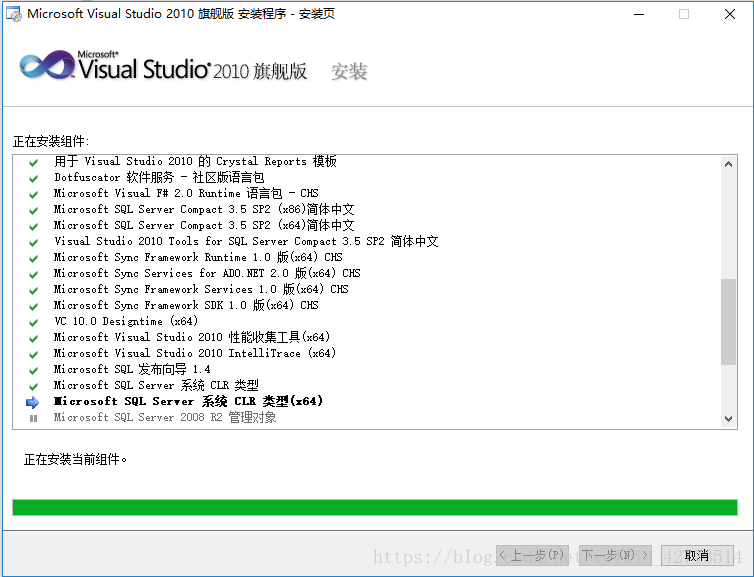 Microsoft Visual Studio 2010 旗舰版 安装程序 - 安装页
Microsoft®
Visual Studio® 2010 旗舰版 安装
正在安装组件:
用于 Visual Studio 2010 的 Crystal Reports 模板
Dotfuscator 软件服务 - 社区版语言包
Microsoft Visual F# 2.0 Runtime 语言包 - CHS
Microsoft SQL Server Compact 3.5 SP2 (x86)简体中文
Microsoft SQL Server Compact 3.5 SP2 (x64)简体中文
Visual Studio 2010 Tools for SQL Server Compact 3.5 SP2 简体中文
Microsoft Sync Framework Runtime 1.0 版(x64) CHS
Microsoft Sync Services for ADO.NET 2.0 版(x64) CHS
Microsoft Sync Framework Services 1.0 版(x64) CHS
Microsoft Sync Framework SDK 1.0 版(x64) CHS
VC 10.0 Designtime (x64)
Microsoft Visual Studio 2010 性能收集工具(x64)
Microsoft Visual Studio 2010 IntelliTrace (x64)
Microsoft SQL 发布向导 1.4
Microsoft SQL Server 系统 CLR 类型
Microsoft SQL Server 系统 CLR 类型(x64)
Microsoft SQL Server 2008 R2 管理对象
正在安装当前组件。
< 上一步(P) 下一步(N) > 取消
https://blog.